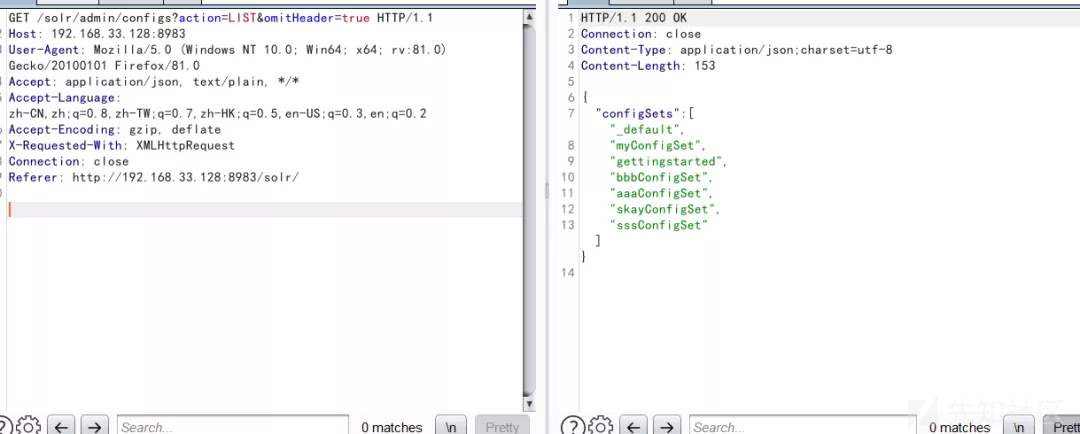 GET /solr/admin/configs?action=LIST&omitHeader=true HTTP/1.1
Host: 192.168.33.128:8983
User-Agent: Mozilla/5.0 (Windows NT 10.0; Win64; x64; rv:81.0)
Gecko/20100101 Firefox/81.0
Accept: application/json, text/plain, */*
Accept-Language:
zh-CN,zh;q=0.8,zh-TW;q=0.7,zh-HK;q=0.5,en-US;q=0.3,en;q=0.2
Accept-Encoding: gzip, deflate
X-Requested-With: XMLHttpRequest
Connection: close
Referer: http://192.168.33.128:8983/solr/
Search...
0 matches
\n
Pretty
1 HTTP/1.1 200 OK
2 Connection: close
3 Content-Type: application/json;charset=utf-8
4 Content-Length: 153
5
6 {
7 "configSets":[
"_default",
8 "myConfigSet",
9 "gettingstarted",
10 "bbbConfigSet",
11 "aaaConfigSet",
12 "skayConfigSet",
13 "sssConfigSet"
]
}
14
Search...
0 matches
\n
Prett
先知社区